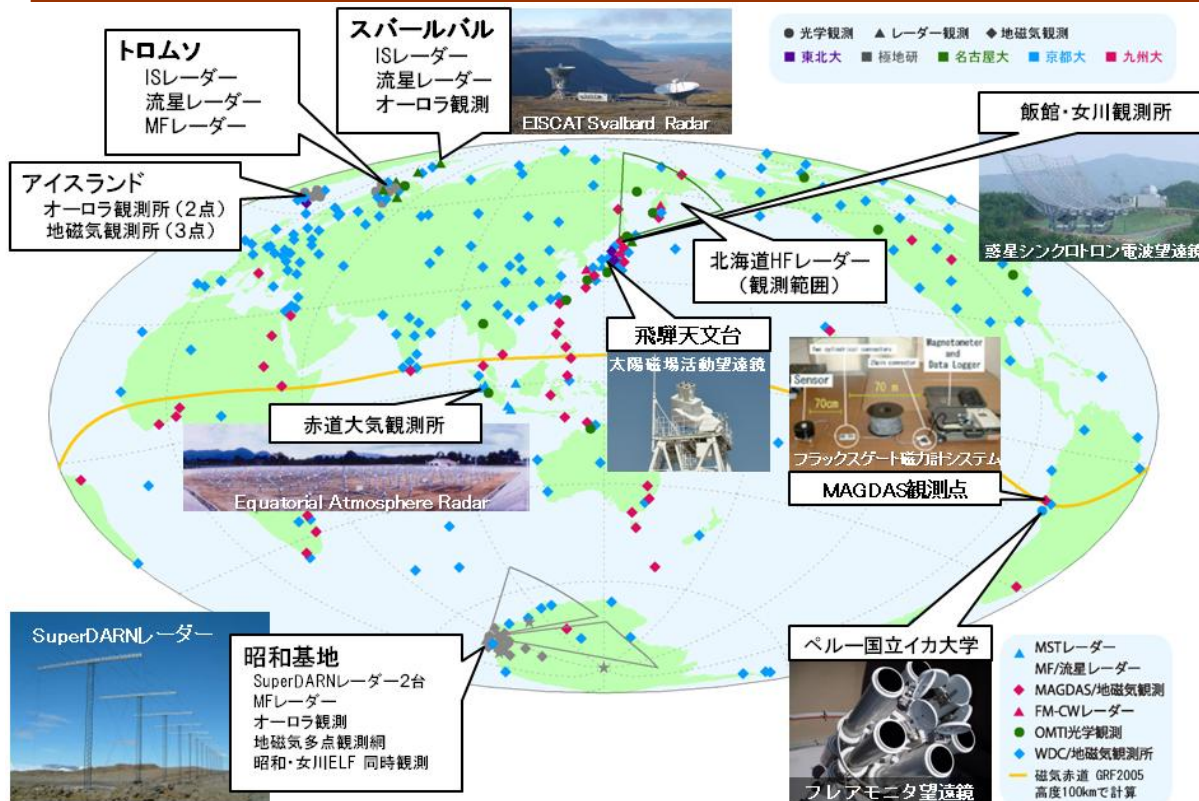 ● 光学観測 ▲ レーダー観測 ◆ 地磁気観測
■ 東北大 ■ 極地研 ■ 名古屋大 ■ 京都大 ■ 九州大
スバールバル
ISレーダー
流星レーダー
オーロラ観測
EISCAT Svalbard Radar
トロムソ
ISレーダー
流星レーダー
MFレーダー
アイスランド
オーロラ観測所(2点)
地磁気観測所(3点)
飯館・女川観測所
惑星シンクロトロン電波望遠鏡
北海道HFレーダー
(観測範囲)
飛騨天文台
太陽磁場活動望遠鏡
Two cylindrical connectors
Magnetometer
and
Data Logger
Sensor
70 m
70cm
フラックスゲート磁力計システム
MAGDAS観測点
赤道大気観測所
Equatorial Atmosphere Radar
SuperDARNレーダー
昭和基地
SuperDARNレーダー2台
MFレーダー
オーロラ観測
地磁気多点観測網
昭和・女川ELF 同時観測
ペルー国立イカ大学
フレアモニタ望遠鏡
▲ MSTレーダー
MF/流星レーダー
◆ MAGDAS/地磁気観測
▲ FM-CWレーダー
● OMTI光学観測
◆ WDC/地磁気観測所
磁気赤道 GRF2005
高度100kmで計算